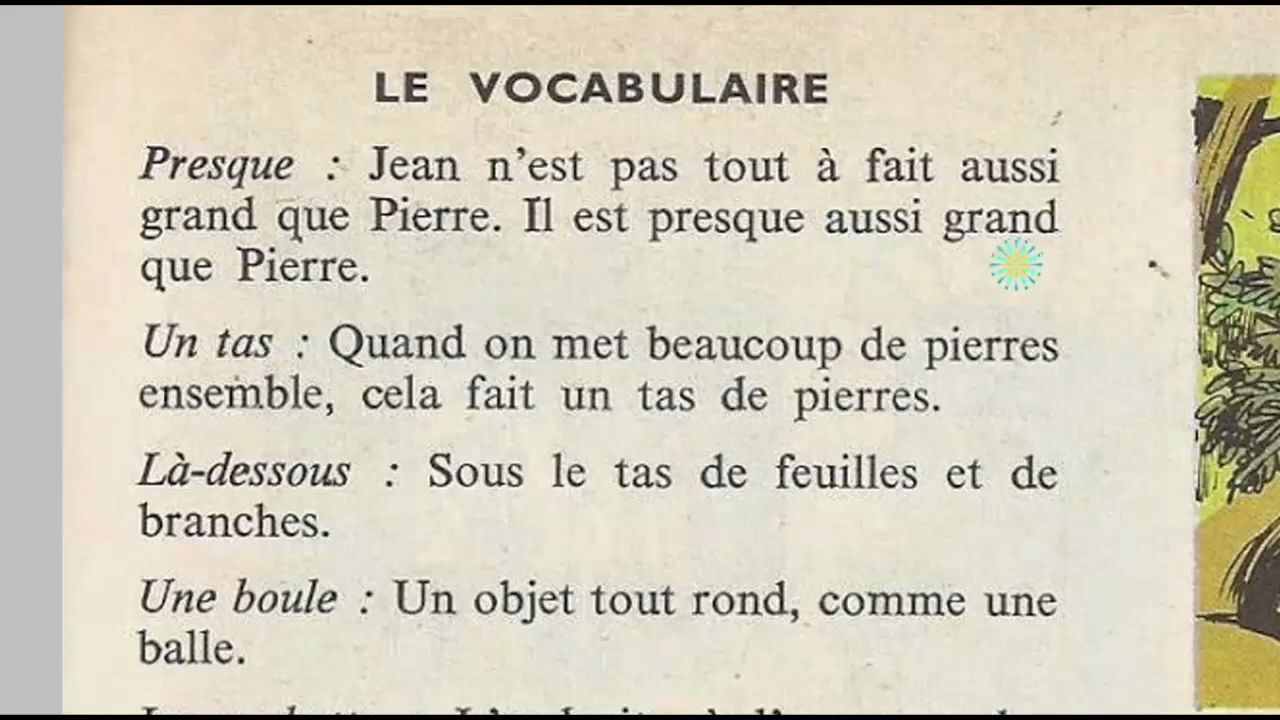 LE VOCABULAIRE
Presque : Jean n'est pas tout à fait aussi
grand que Pierre. Il est presque aussi grand
que Pierre.
Un tas : Quand on met beaucoup de pierres
ensemble, cela fait un tas de pierres.
Là-dessous : Sous le tas de feuilles et de
branches.
Une boule : Un objet tout rond, comme une
balle.